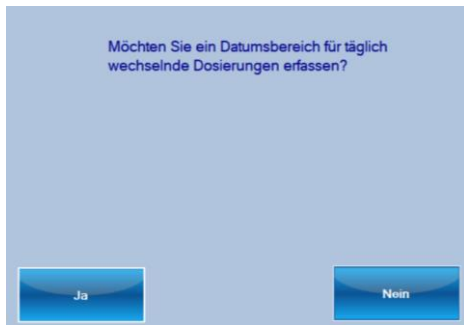 Möchten Sie ein Datumsbereich für täglich
wechselnde Dosierungen erfassen?
Ja
Nein